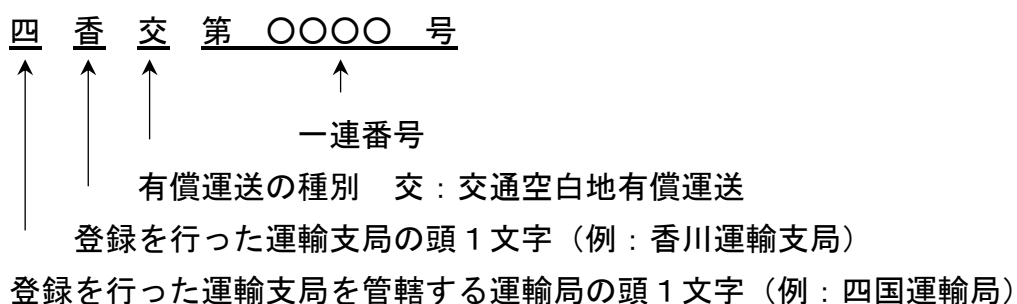 四 香 交 第 〇〇〇〇 号
一連番号
有償運送の種別 交：交通空白地有償運送
登録を行った運輸支局の頭１文字（例：香川運輸支局）
登録を行った運輸支局を管轄する運輸局の頭１文字（例：四国運輸局）